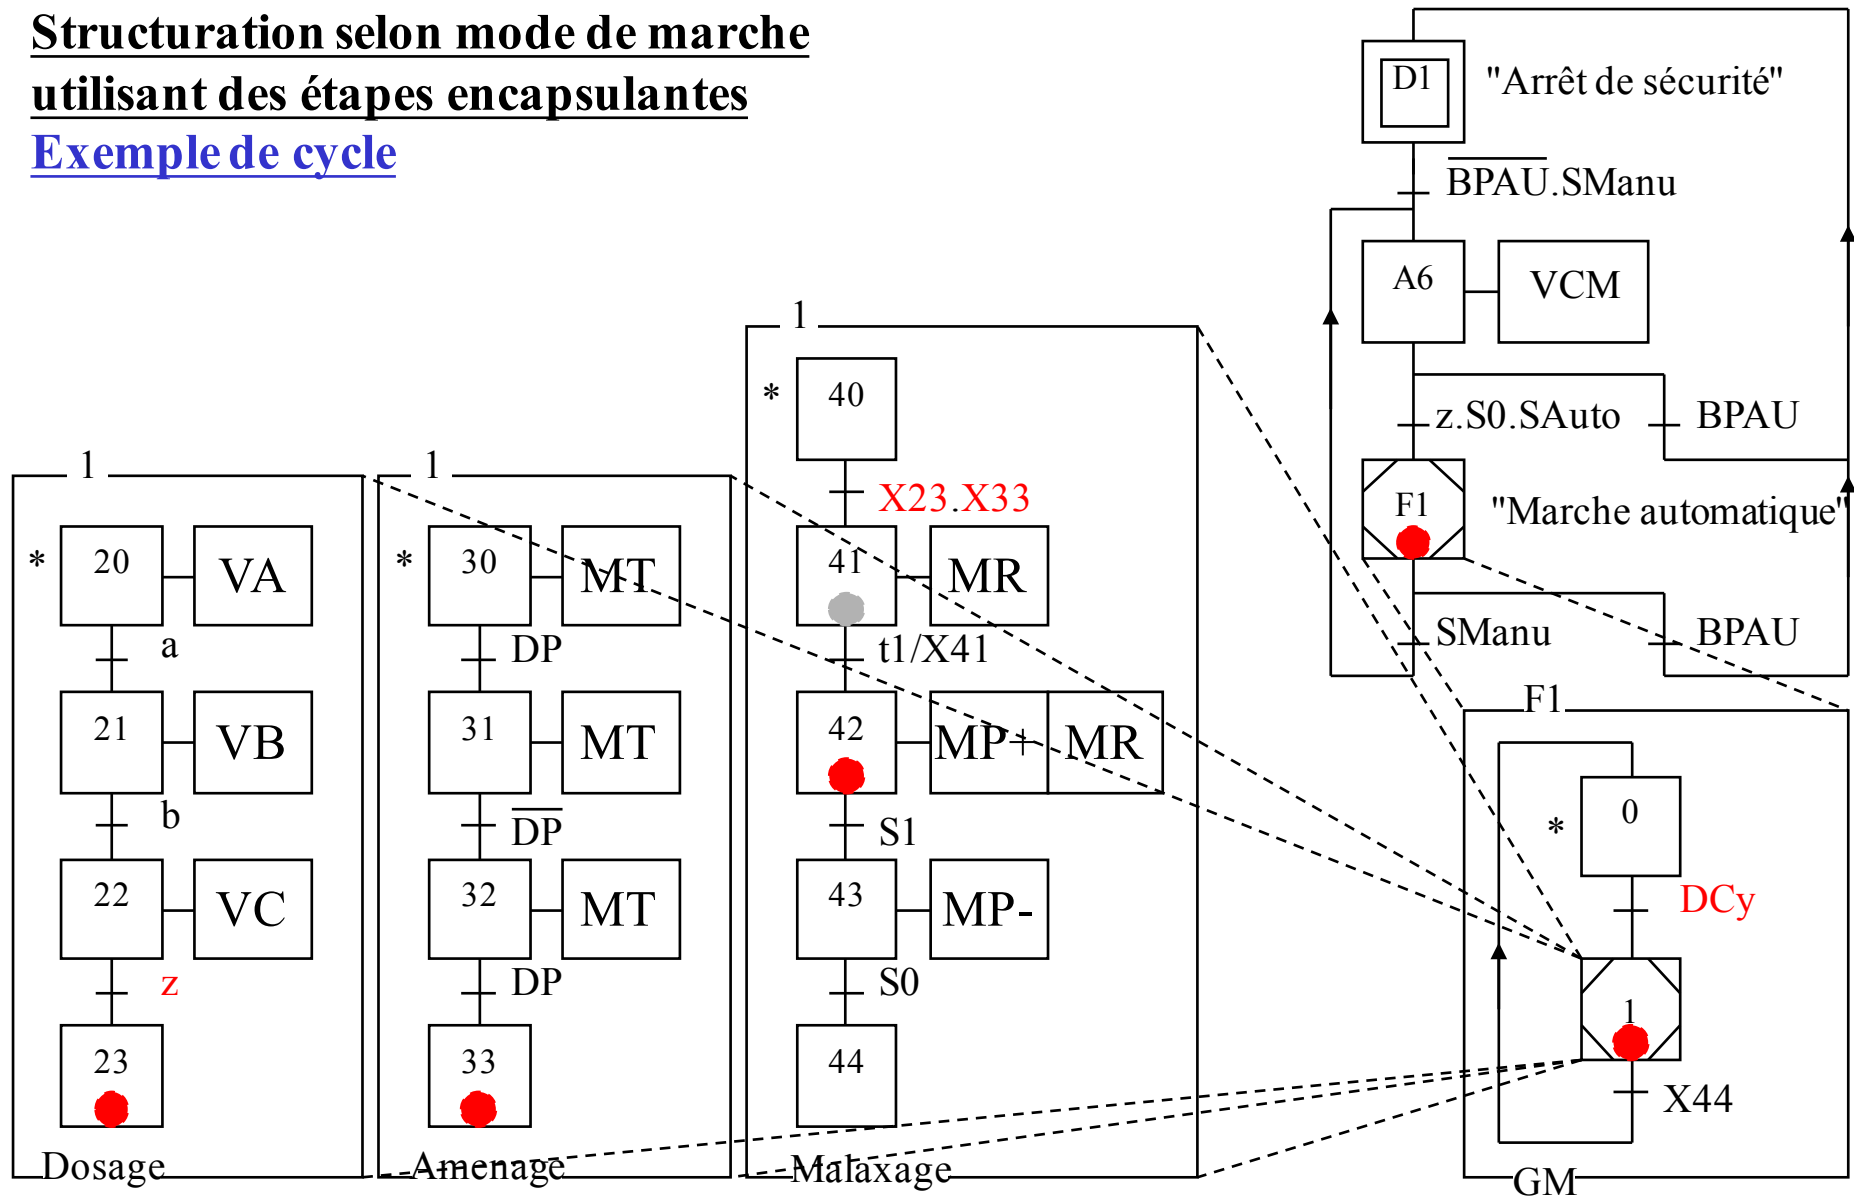 Structuration selon mode de marche
utilisant des étapes encapsulantes
Exemple de cycle
D1
"Arrêt de sécurité"
B̅P̅A̅U̅.SManu
A6
VCM
z.S0.SAuto
BPAU
F1
"Marche automatique"
SManu
BPAU
1
*
20
VA
a
21
VB
b
22
VC
z
23
Dosage
1
*
30
MT
DP
31
MT
D̅P̅
32
MT
DP
33
Amenage
1
*
40
X23.X33
41
MR
t1/X41
42
MP+
MR
S1
43
MP-
S0
44
Malaxage
F1
*
0
DCy
1
X44
GM